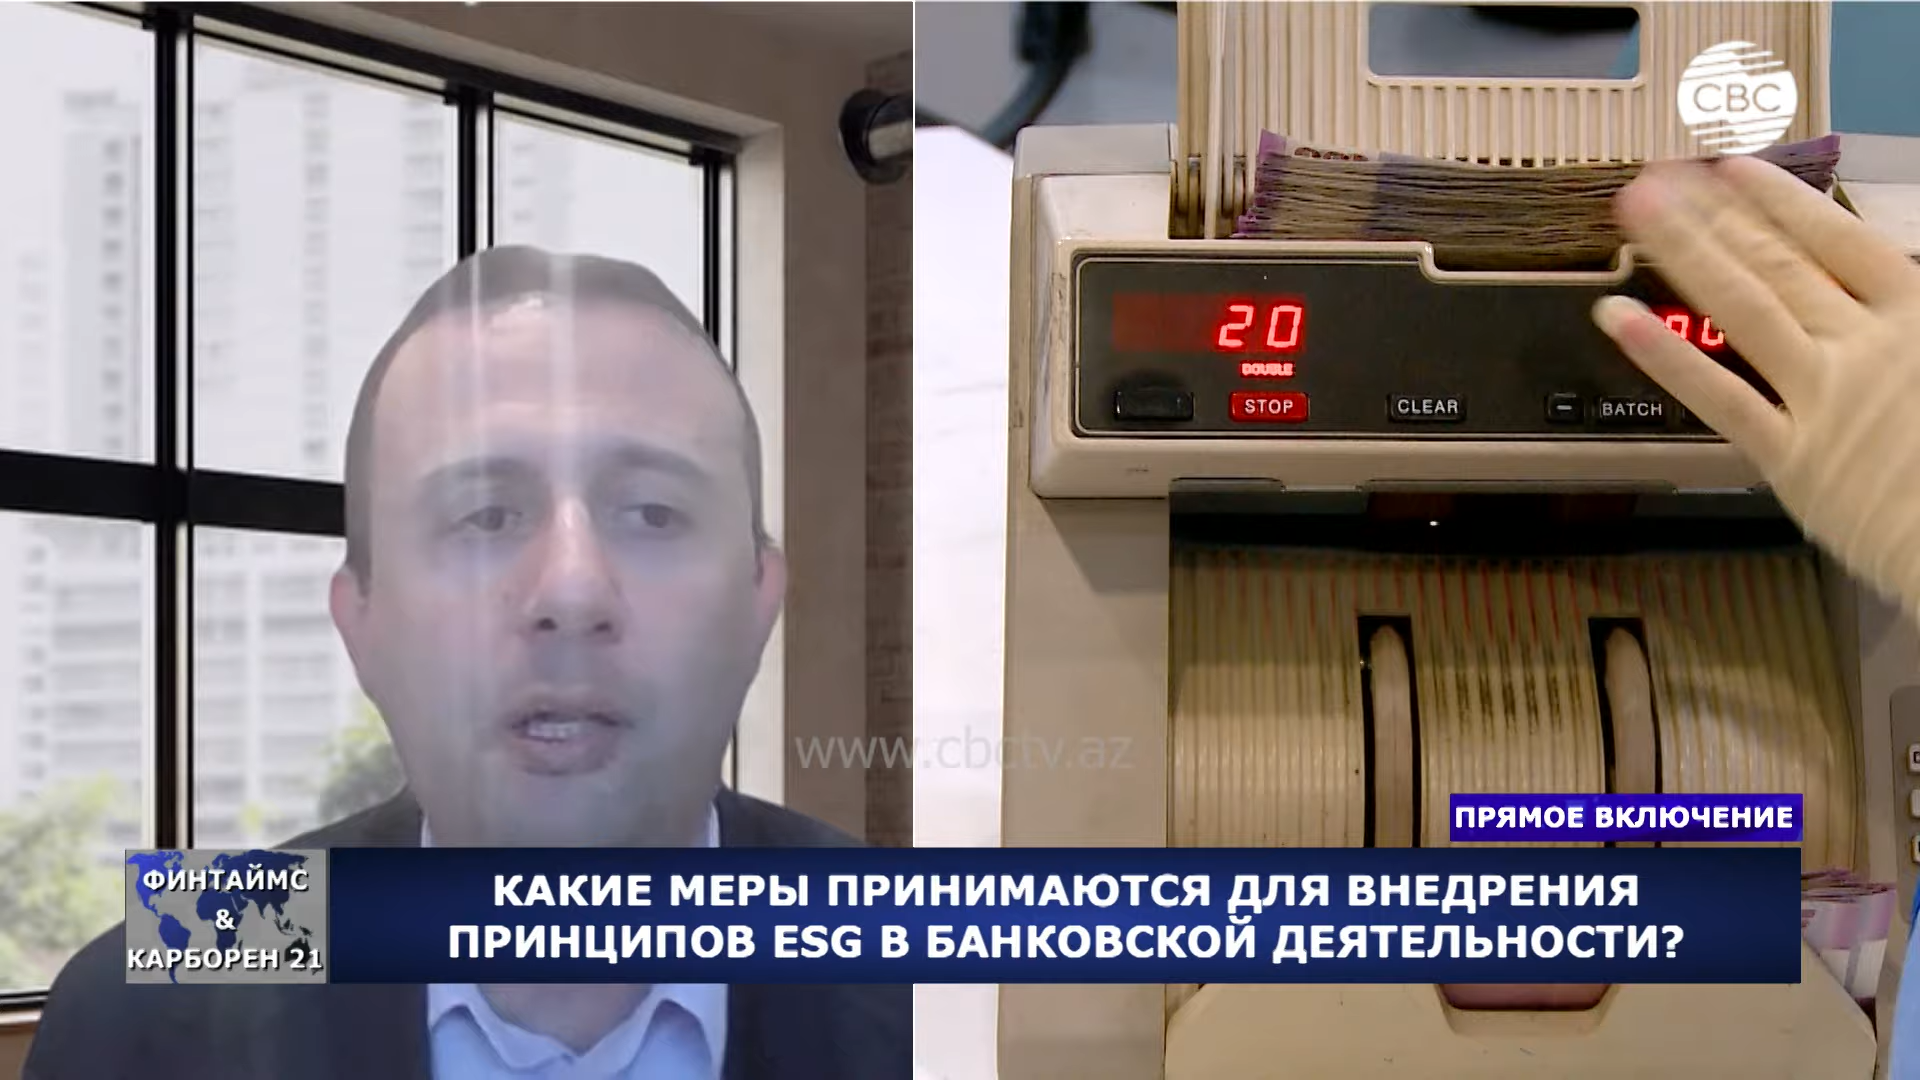 CBC
20
DOUBLE
STOP
CLEAR
-
BATCH
www.cbctv.az
ПРЯМОЕ ВКЛЮЧЕНИЕ
ФИНТАЙМС
&
КАРБОРЕН 21
КАКИЕ МЕРЫ ПРИНИМАЮТСЯ ДЛЯ ВНЕДРЕНИЯ
ПРИНЦИПОВ ESG В БАНКОВСКОЙ ДЕЯТЕЛЬНОСТИ?